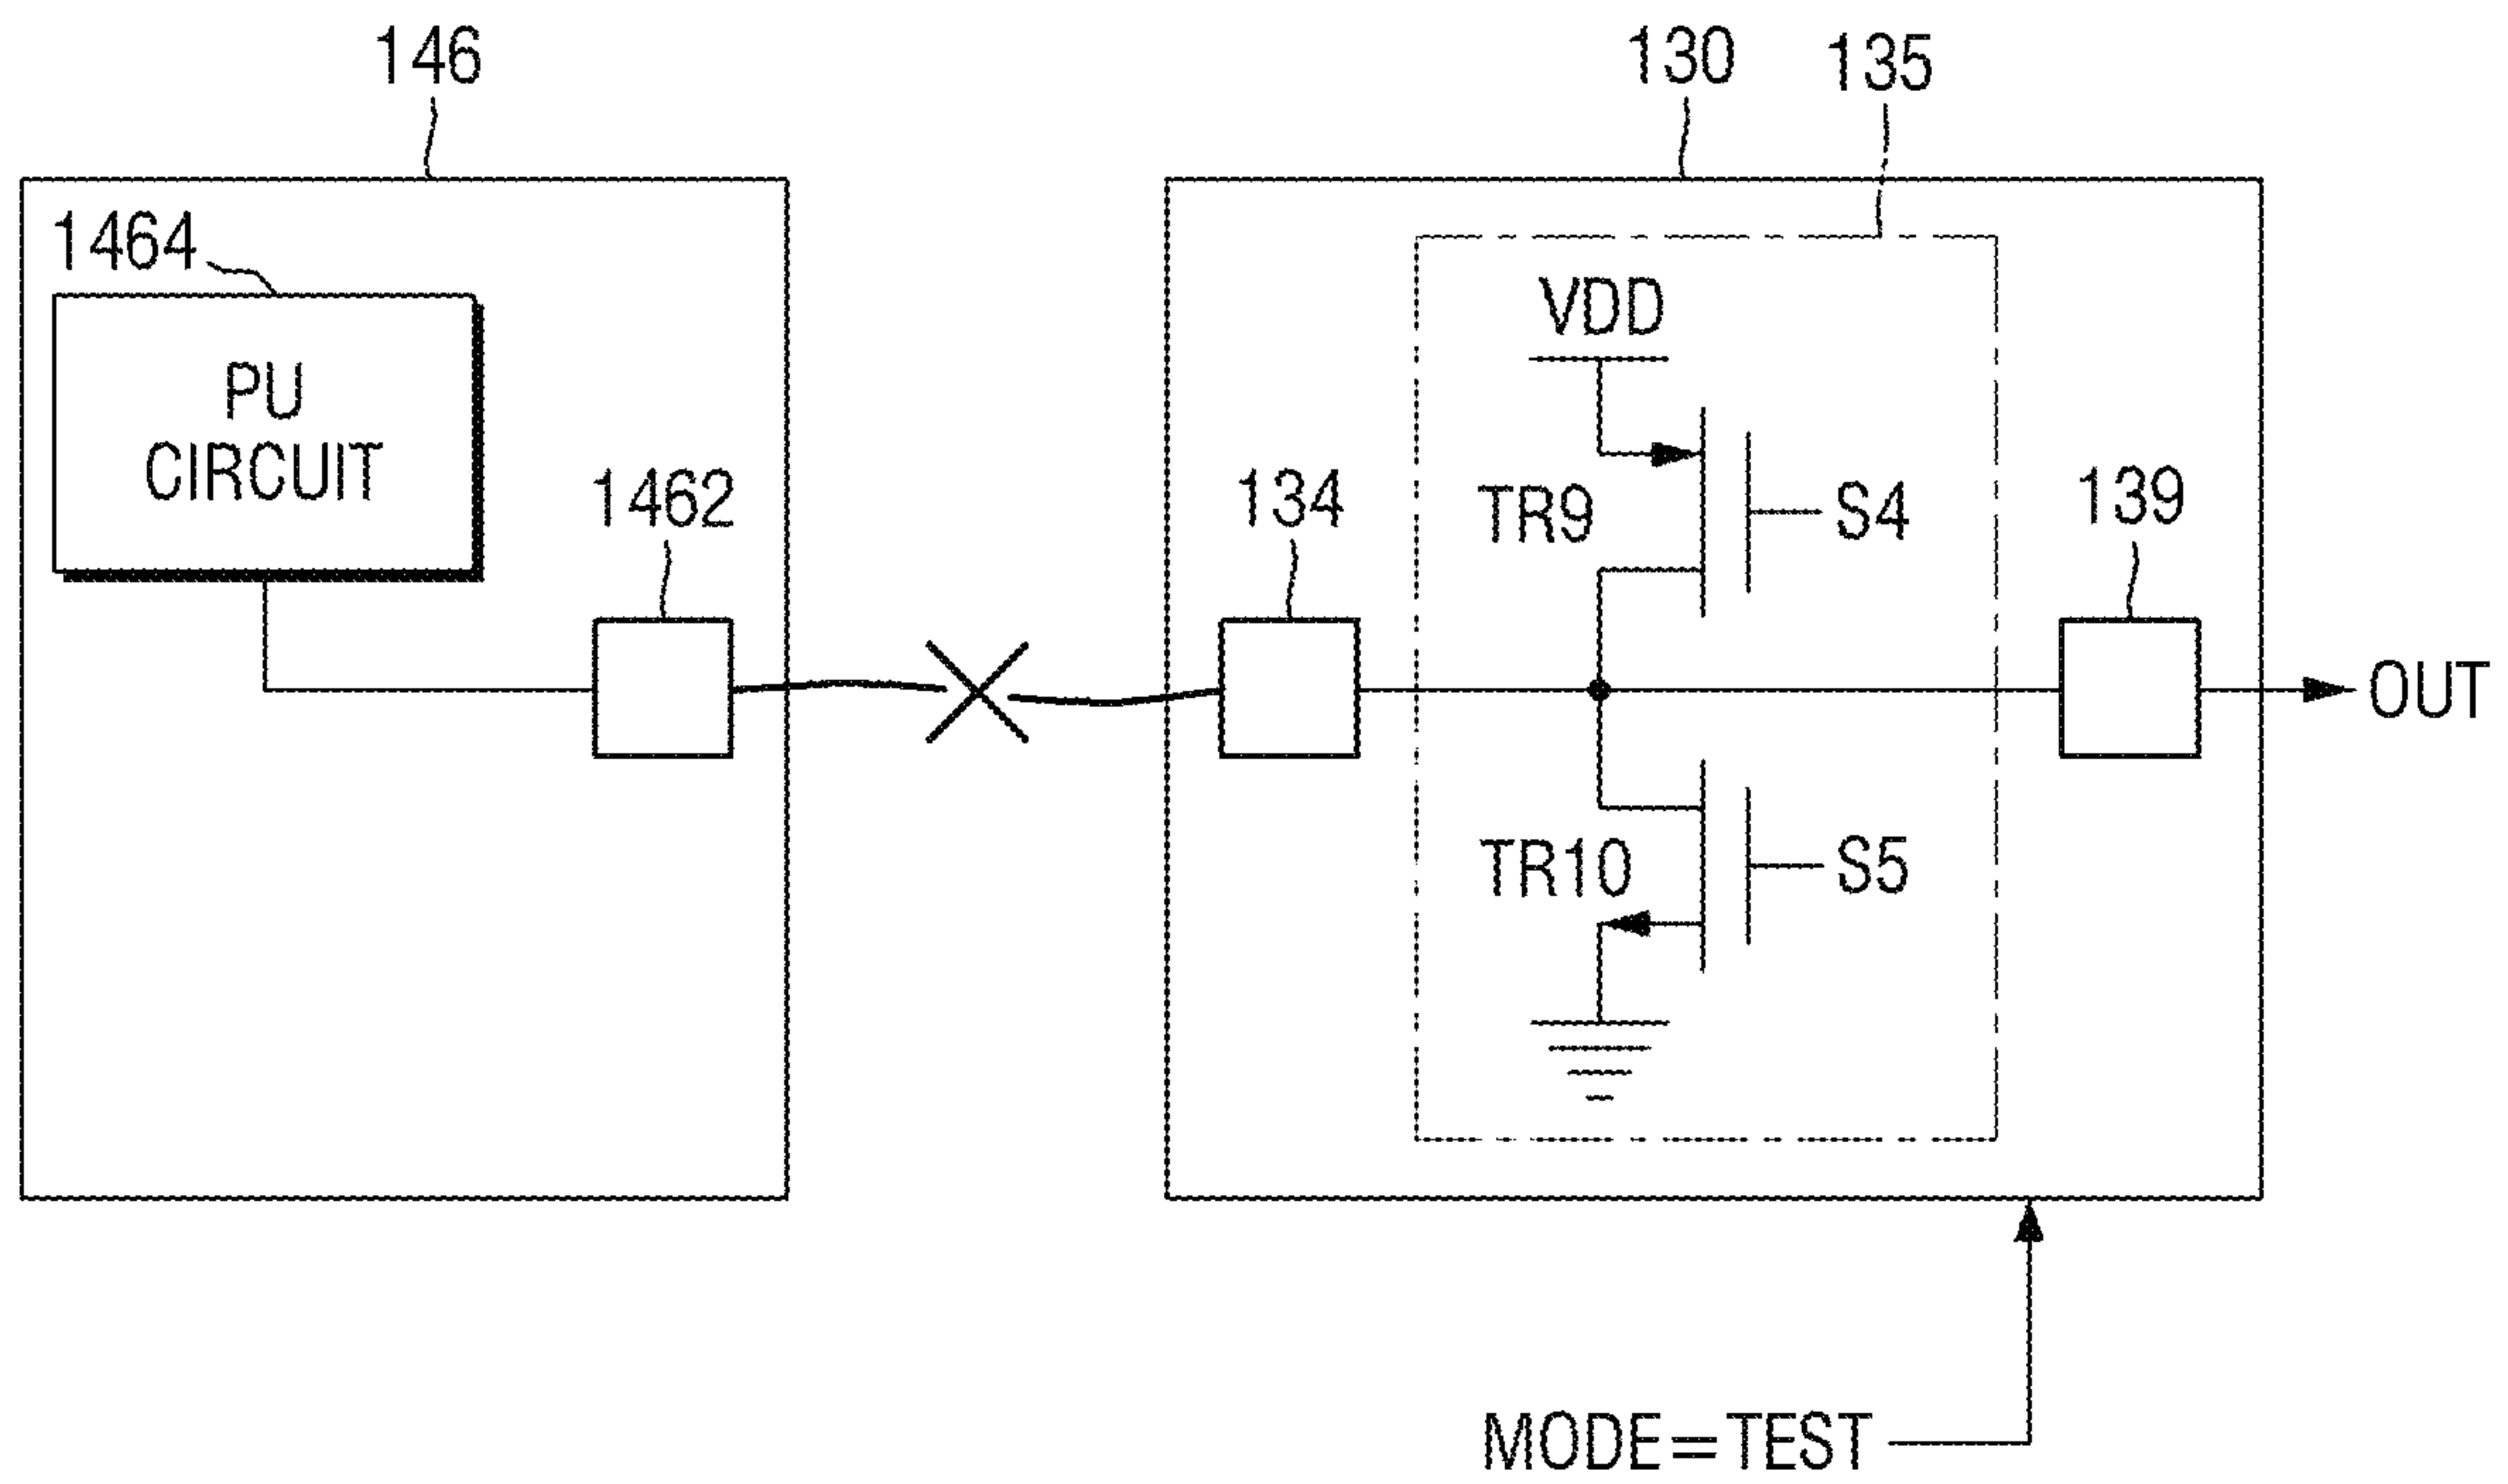 146
130
135
1464
PU
CIRCUIT
1462
134
VDD
TR9
S4
139
OUT
TR10
S5
MODE=TEST